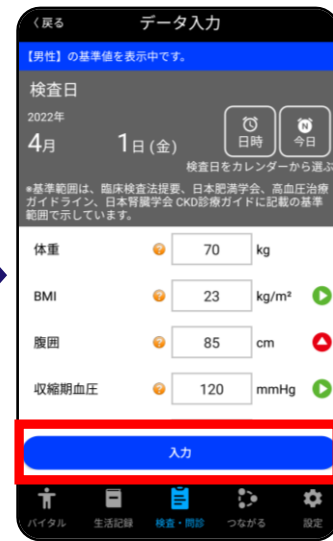 〈 戻る データ入力
【男性】の基準値を表示中です。
検査日
2022年
4月 1日 (金)
日時
N
今日
検査日をカレンダーから選ぶ
*基準範囲は、臨床検査法提要、日本肥満学会、高血圧治療
ガイドライン、日本腎臓学会 CKD診療ガイドに記載の基準
範囲で示しています。
体重 ? 70 kg
BMI ? 23 kg/m²
腹囲 ? 85 cm
収縮期血圧 ? 120 mmHg
入力
バイタル 生活記録 検査・問診 つながる 設定